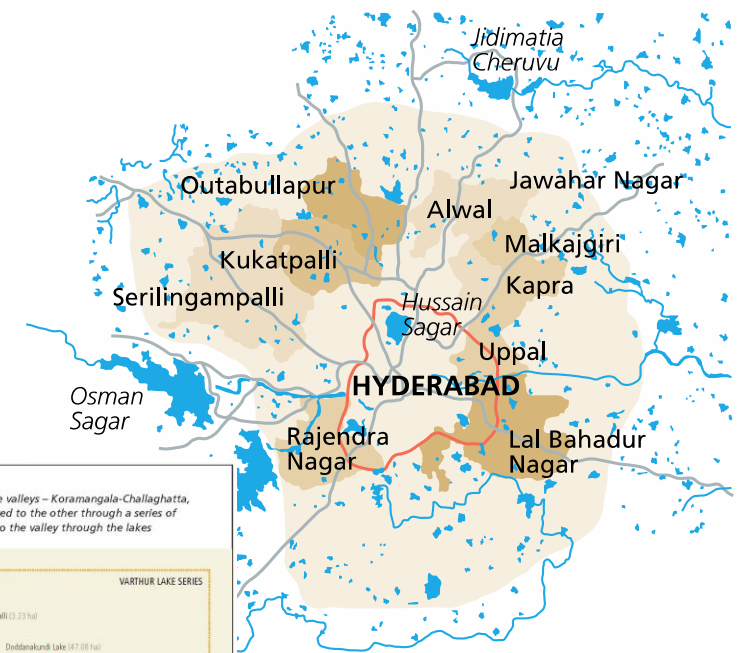 Jidimatia
Cheruvu
Outabullapur
Jawahar Nagar
Alwal
Malkajgiri
Kukatpalli
Kapra
Serilingampalli
Hussain
Sagar
Uppal
HYDERABAD
Osman
Sagar
Rajendra
Nagar
Lal Bahadur
Nagar
e valleys – Koramangala-Challaghatta,
ed to the other through a series of
o the valley through the lakes
VARTHUR LAKE SERIES
alli (3.23 ha)
Doddanakundi Lake (47.08 ha)